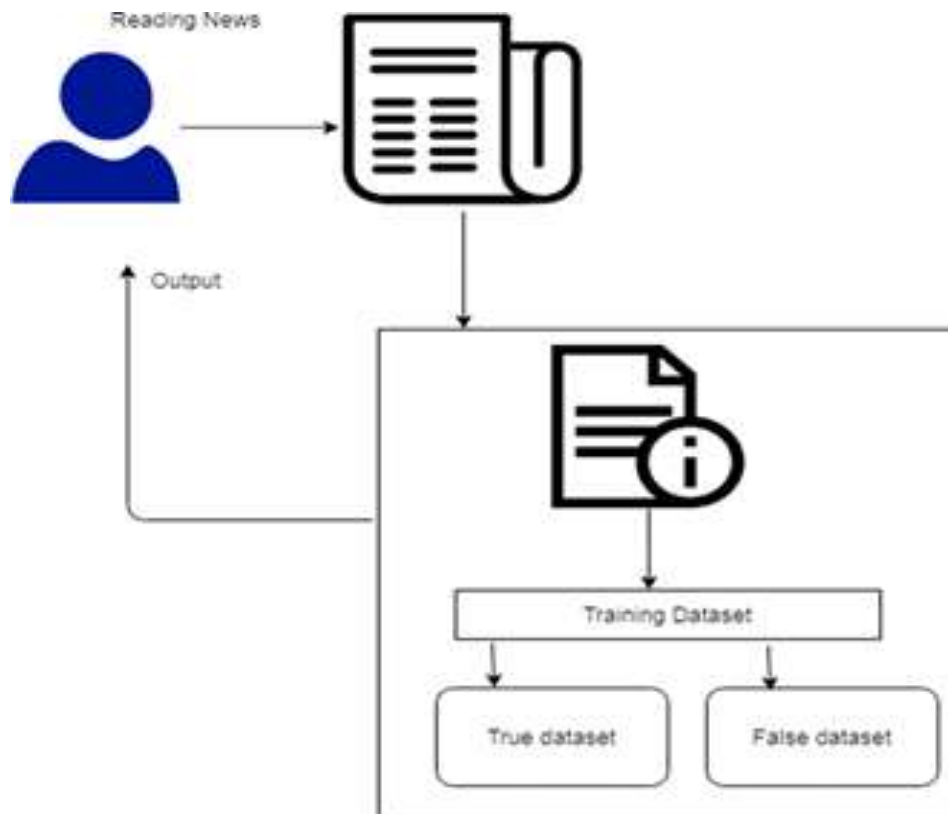 Reading News
Output
Training Dataset
True dataset
False dataset